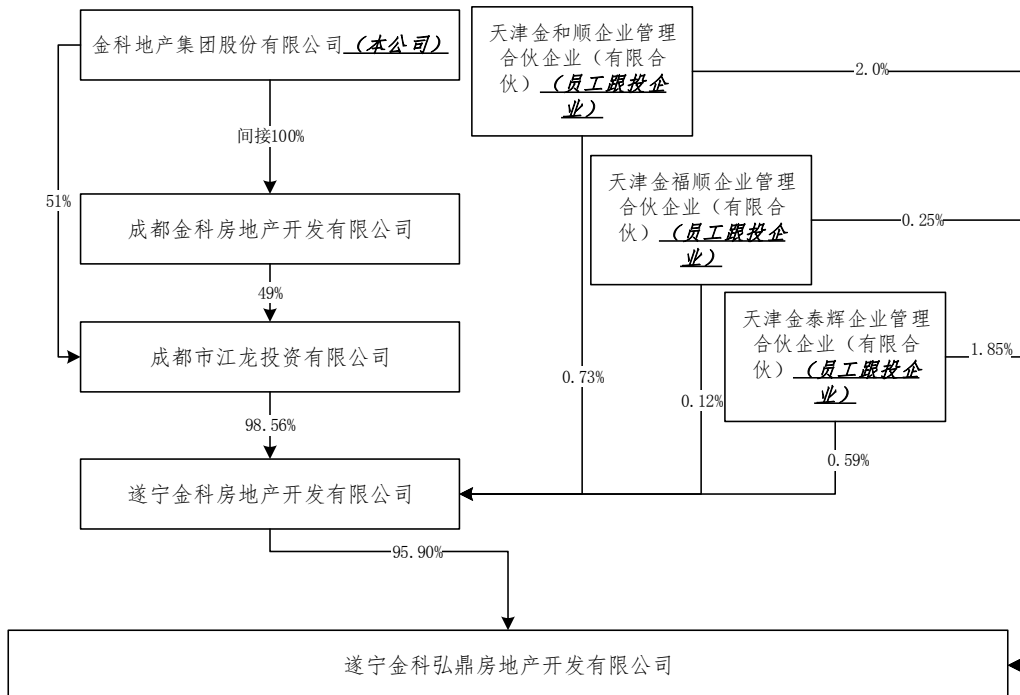 金科地产集团股份有限公司（本公司）
天津金和顺企业管理
合伙企业（有限合
伙）（员工跟投企
业）
2.0%
间接100%
天津金福顺企业管理
合伙企业（有限合
伙）（员工跟投企
业）
0.25%
51%
成都金科房地产开发有限公司
49%
天津金泰辉企业管理
合伙企业（有限合
伙）（员工跟投企
业）
1.85%
成都市江龙投资有限公司
0.73%
0.12%
98.56%
0.59%
遂宁金科房地产开发有限公司
95.90%
遂宁金科弘鼎房地产开发有限公司